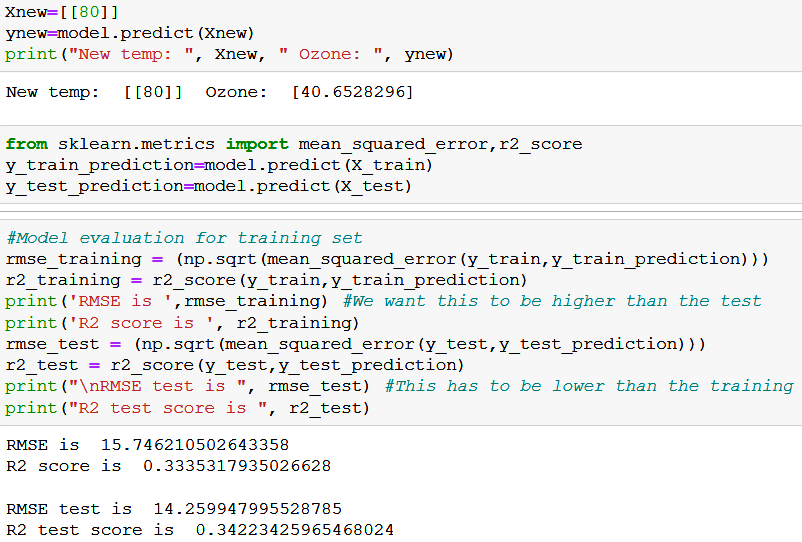 Xnew=[[80]]
ynew=model.predict(Xnew)
print("New temp: ", Xnew, " Ozone: ", ynew)
New temp:  [[80]]  Ozone:  [40.6528296]
from sklearn.metrics import mean_squared_error,r2_score
y_train_prediction=model.predict(X_train)
y_test_prediction=model.predict(X_test)
#Model evaluation for training set
rmse_training = (np.sqrt(mean_squared_error(y_train,y_train_prediction)))
r2_training = r2_score(y_train,y_train_prediction)
print('RMSE is ',rmse_training) #We want this to be higher than the test
print('R2 score is ', r2_training)
rmse_test = (np.sqrt(mean_squared_error(y_test,y_test_prediction)))
r2_test = r2_score(y_test,y_test_prediction)
print("\nRMSE test is ", rmse_test) #This has to be lower than the training
print("R2 test score is ", r2_test)
RMSE is  15.746210502643358
R2 score is  0.3335317935026628
RMSE test is  14.259947995528785
R2 test score is  0.34223425965468024